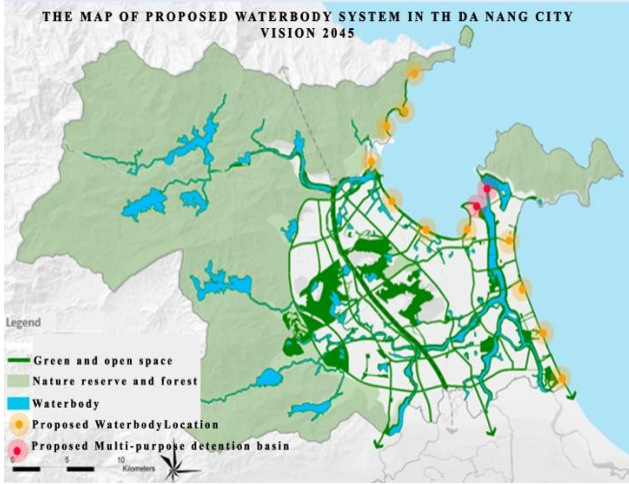 THE MAP OF PROPOSED WATERBODY SYSTEM IN TH DA NANG CITY
VISION 2045
Legend
Green and open space
Nature reserve and forest
Waterbody
Proposed WaterbodyLocation
Proposed Multi-purpose detention basin
0 5 10
Kilometers